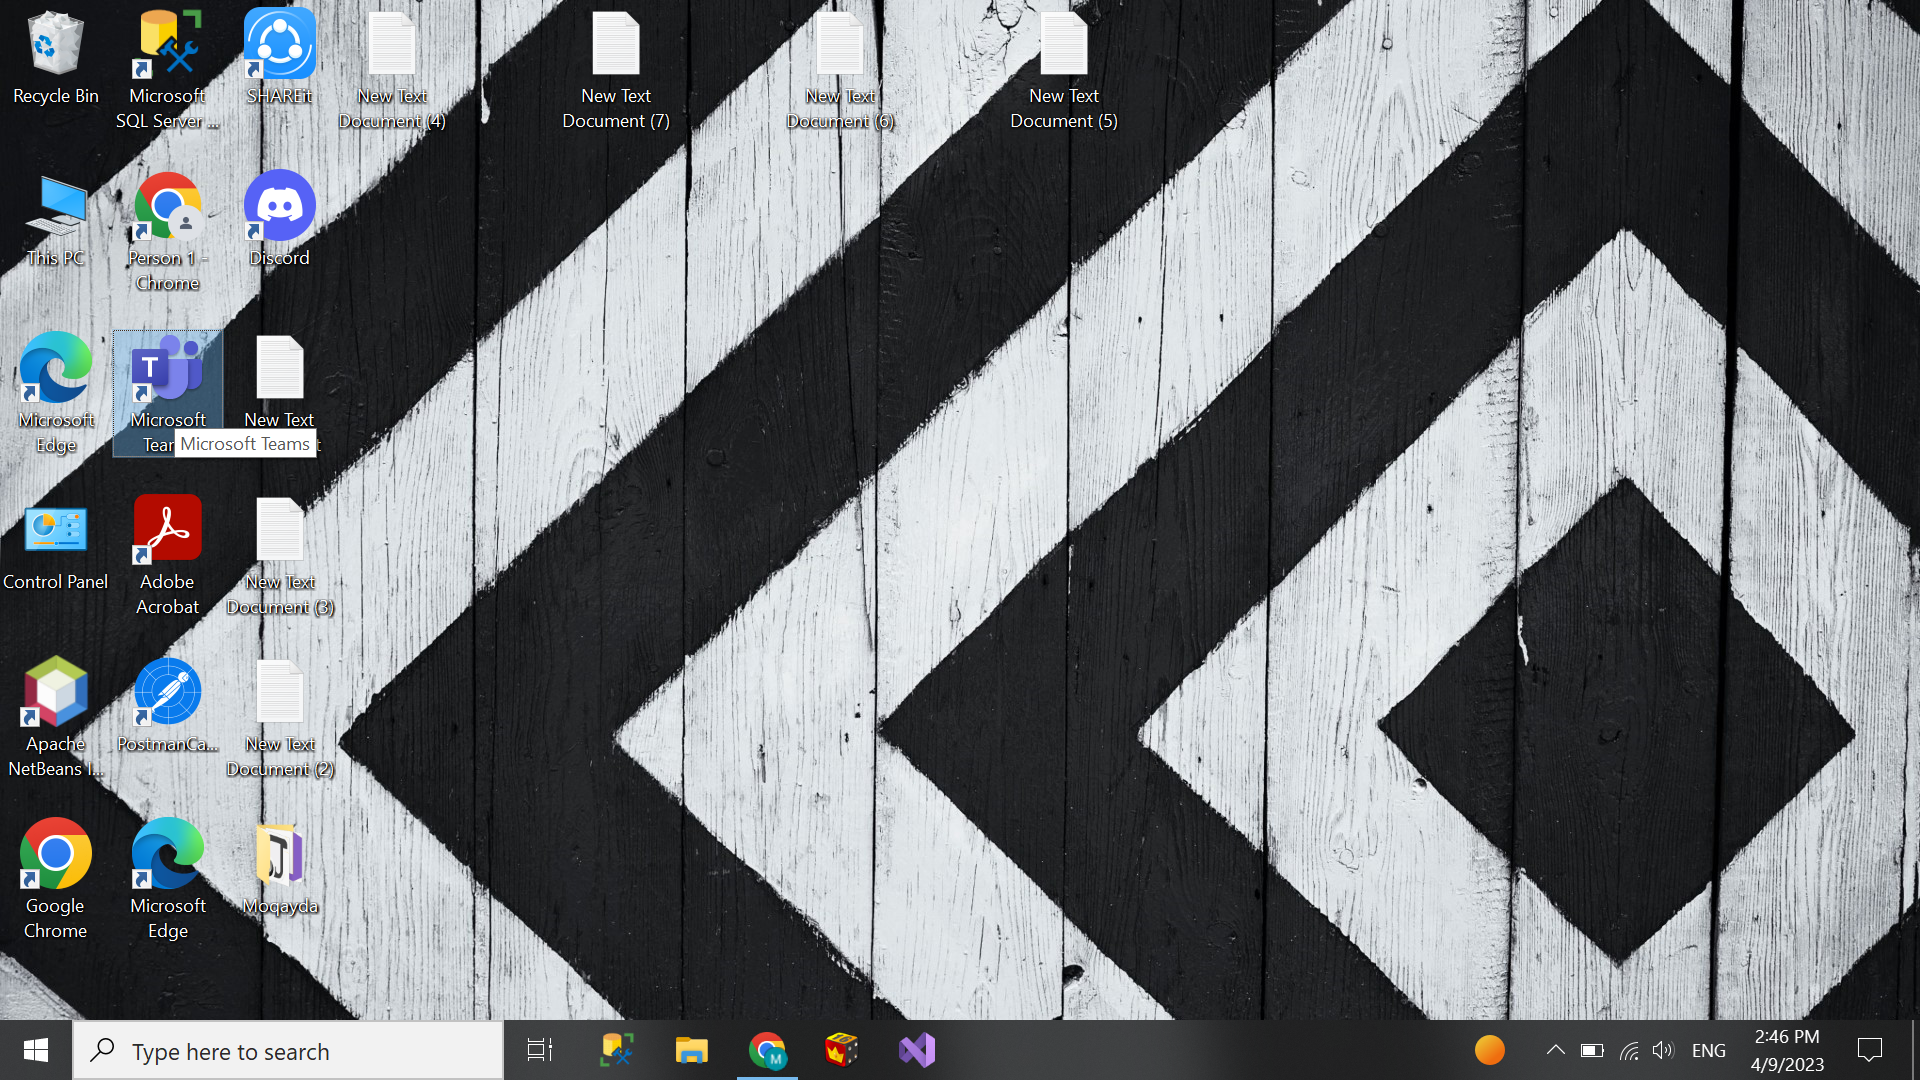 Recycle Bin
Microsoft
SQL Server ...
SHAREit
New Text
Document (4)
New Text
Document (7)
New Text
Document (6)
New Text
Document (5)
This PC
Person 1 -
Chrome
Discord
Microsoft
Edge
Microsoft
Tear
Microsoft Teams
New Text
t
Control Panel
Adobe
Acrobat
New Text
Document (3)
Apache
NetBeans I...
PostmanCa...
New Text
Document (2)
Google
Chrome
Microsoft
Edge
Moqayda
Type here to search
M
ENG
2:46 PM
4/9/2023